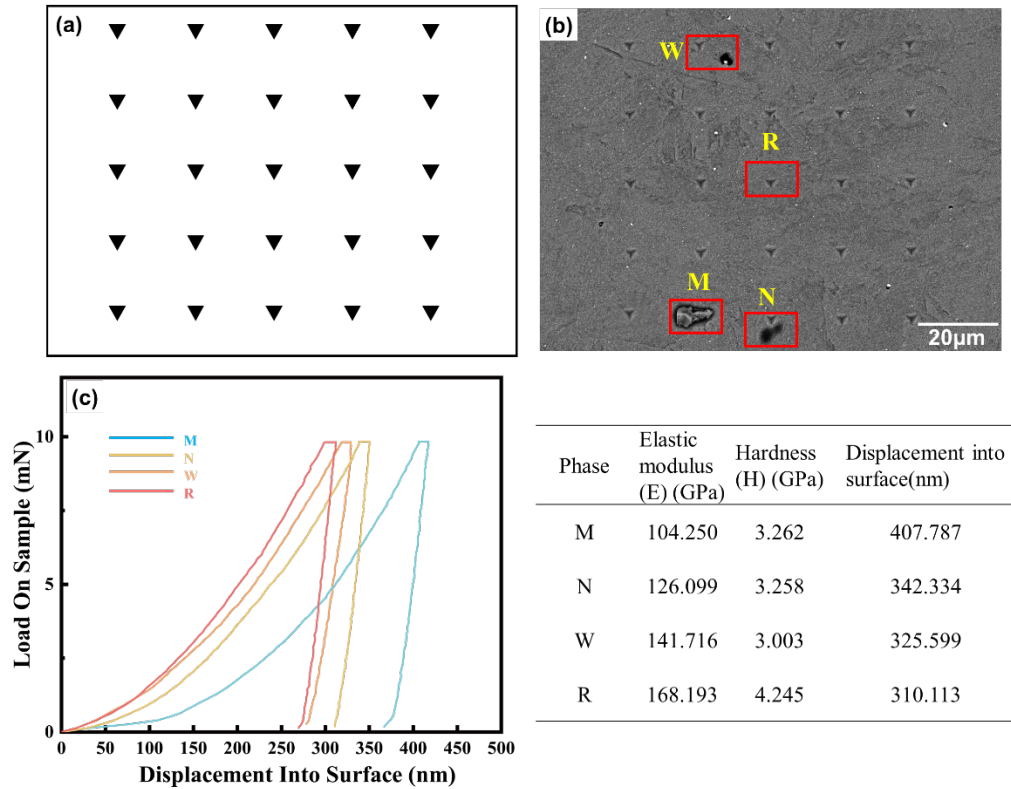 (a)
(b)
W
R
M
N
20μm
(c)
M
N
W
R
10
5
0
0 50 100 150 200 250 300 350 400 450 500
Load On Sample (mN)
Displacement Into Surface (nm)
Phase Elastic modulus (E) (GPa) Hardness (H) (GPa) Displacement into surface(nm)
M 104.250 3.262 407.787
N 126.099 3.258 342.334
W 141.716 3.003 325.599
R 168.193 4.245 310.113